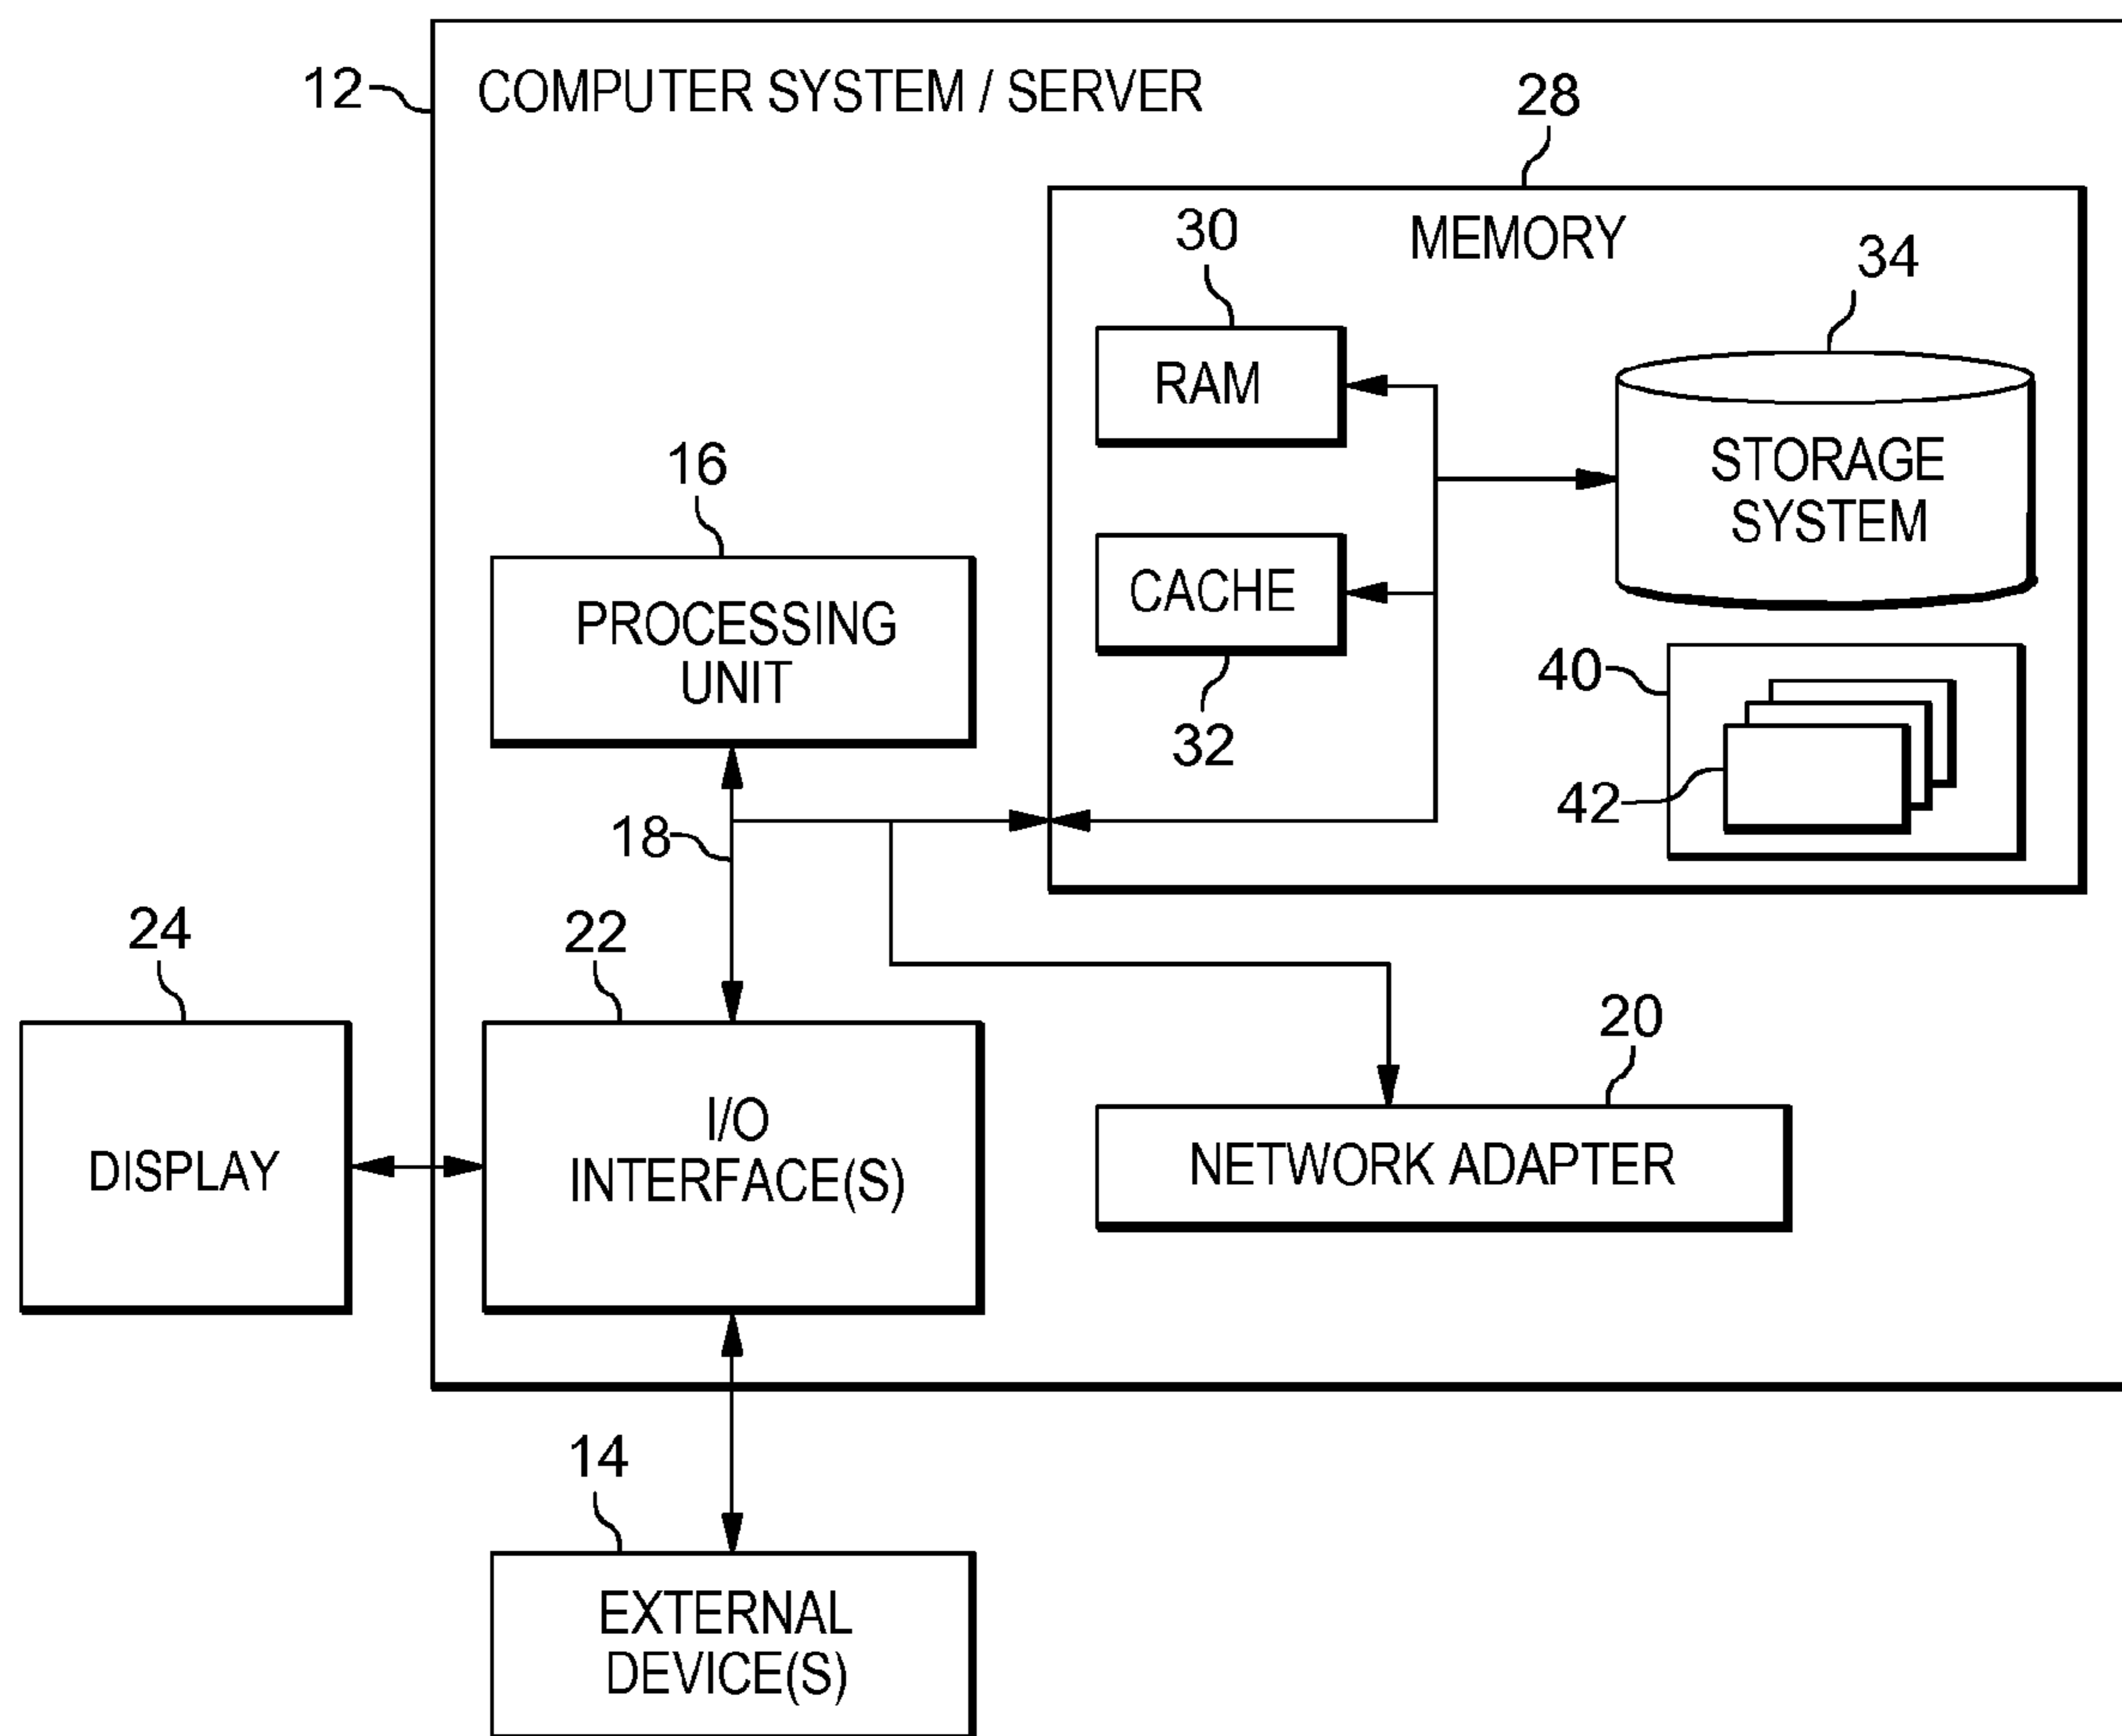 12
COMPUTER SYSTEM / SERVER
28
MEMORY
30
34
RAM
STORAGE
SYSTEM
16
PROCESSING
UNIT
CACHE
32
40
42
18
24
22
20
DISPLAY
I/O
INTERFACE(S)
NETWORK ADAPTER
14
EXTERNAL
DEVICE(S)